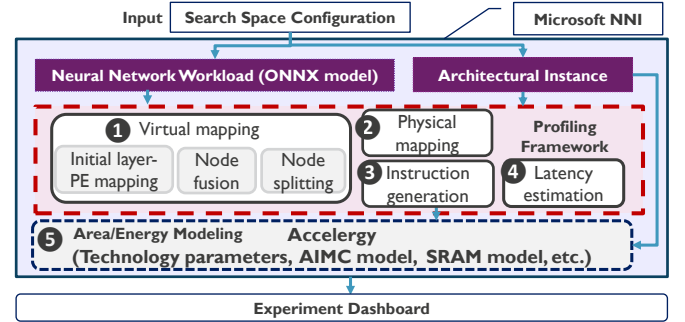 Input
Search Space Configuration
Microsoft NNI
Neural Network Workload (ONNX model)
Architectural Instance
1 Virtual mapping
Initial layer-
PE mapping
Node
fusion
Node
splitting
2 Physical
mapping
3 Instruction
generation
Profiling
Framework
4 Latency
estimation
5 Area/Energy Modeling Accelergy
(Technology parameters, AIMC model, SRAM model, etc.)
Experiment Dashboard